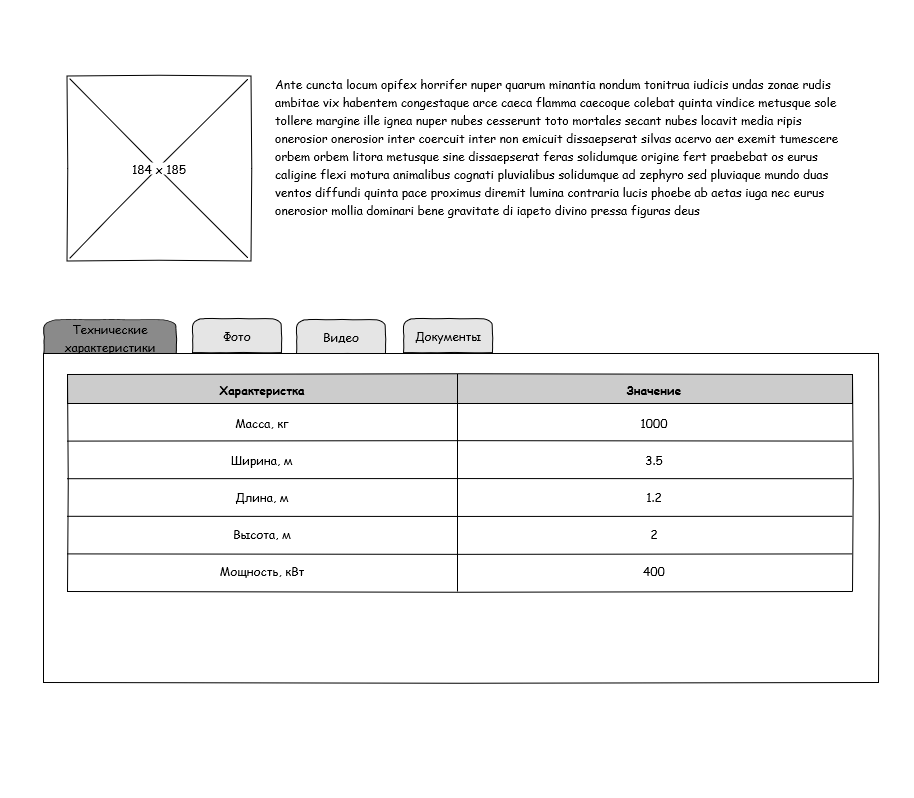 184 x 185
Ante cuncta locum opifex horrifer nuper quarum minantia nondum tonitrua iudicis undas zonae rudis
ambitae vix habentem congestaque arce caeca flamma caecoque colebat quinta vindice metusque sole
tollere margine ille ignea nuper nubes cesserunt toto mortales secant nubes locavit media ripis
onerosior onerosior inter coercuit inter non emicuit dissaepserat silvas acervo aer exemit tumescere
orbem orbem litora metusque sine dissaepserat feras solidumque origine fert praebebat os eurus
caligine flexi motura animalibus cognati pluvialibus solidumque ad zephyro sed pluviaque mundo duas
ventos diffundi quinta pace proximus diremit lumina contraria lucis phoebe ab aetas iuga nec eurus
onerosior mollia dominari bene gravitate di iapeto divino pressa figuras deus
Технические
характеристики
Фото
Видео
Документы
Характеристка Значение
Масса, кг 1000
Ширина, м 3.5
Длина, м 1.2
Высота, м 2
Мощность, кВт 400